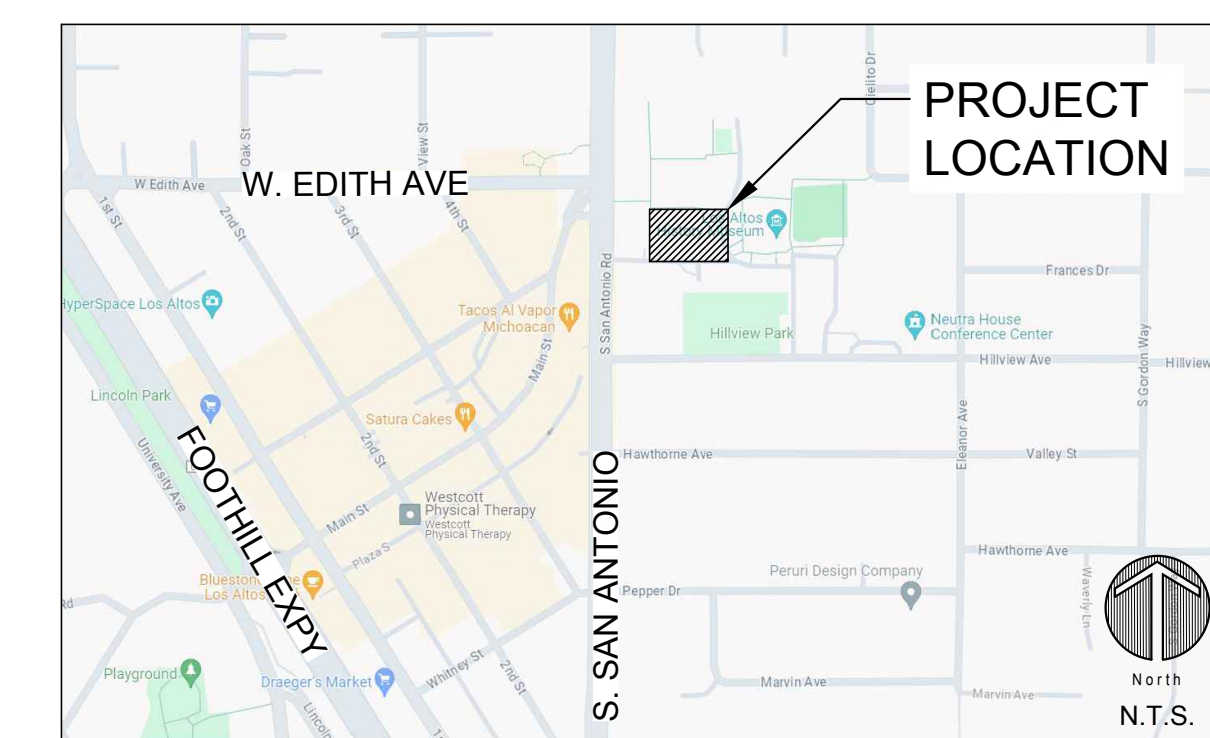 PROJECT
LOCATION
Cielito Dr
Oak St
View St
W Edith Ave
W. EDITH AVE
1st St
2nd St
3rd St
4th St
Altos
seum
S San Antonio Rd
Frances Dr
HyperSpace Los Altos
Tacos Al Vapor
Michoacan
Main St
Hillview Park
Neutra House
Conference Center
Hillview Ave
S Gordon Way
Hillview
Lincoln Park
Satura Cakes
2nd St
University Ave
FOOTHILL EXPY
Hawthorne Ave
Eleanor Ave
Valley St
Westcott
Physical Therapy
Westcott
Physical Therapy
Main St
Plaza S
S. SAN ANTONIO
Hawthorne Ave
Bluestone
Los Altos
Rd
Pepper Dr
Peruri Design Company
Waverly Ln
Playground
Draeger's Market
Whitney St
2nd St
Marvin Ave
Marvin Ave
Lincoln
1s
North
N.T.S.